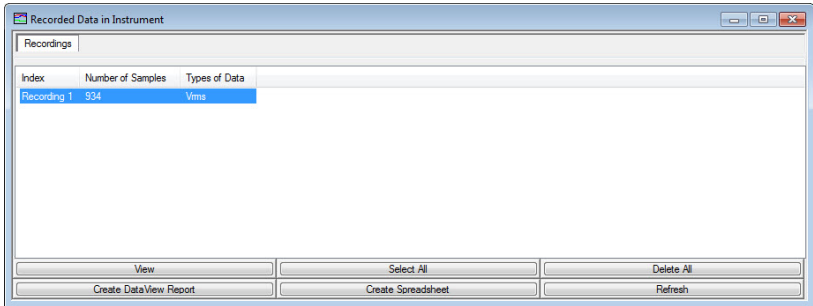 Recorded Data in Instrument
Recordings
Index Number of Samples Types of Data
Recording 1 934 Vrms
View Select All Delete All
Create DataView Report Create Spreadsheet Refresh